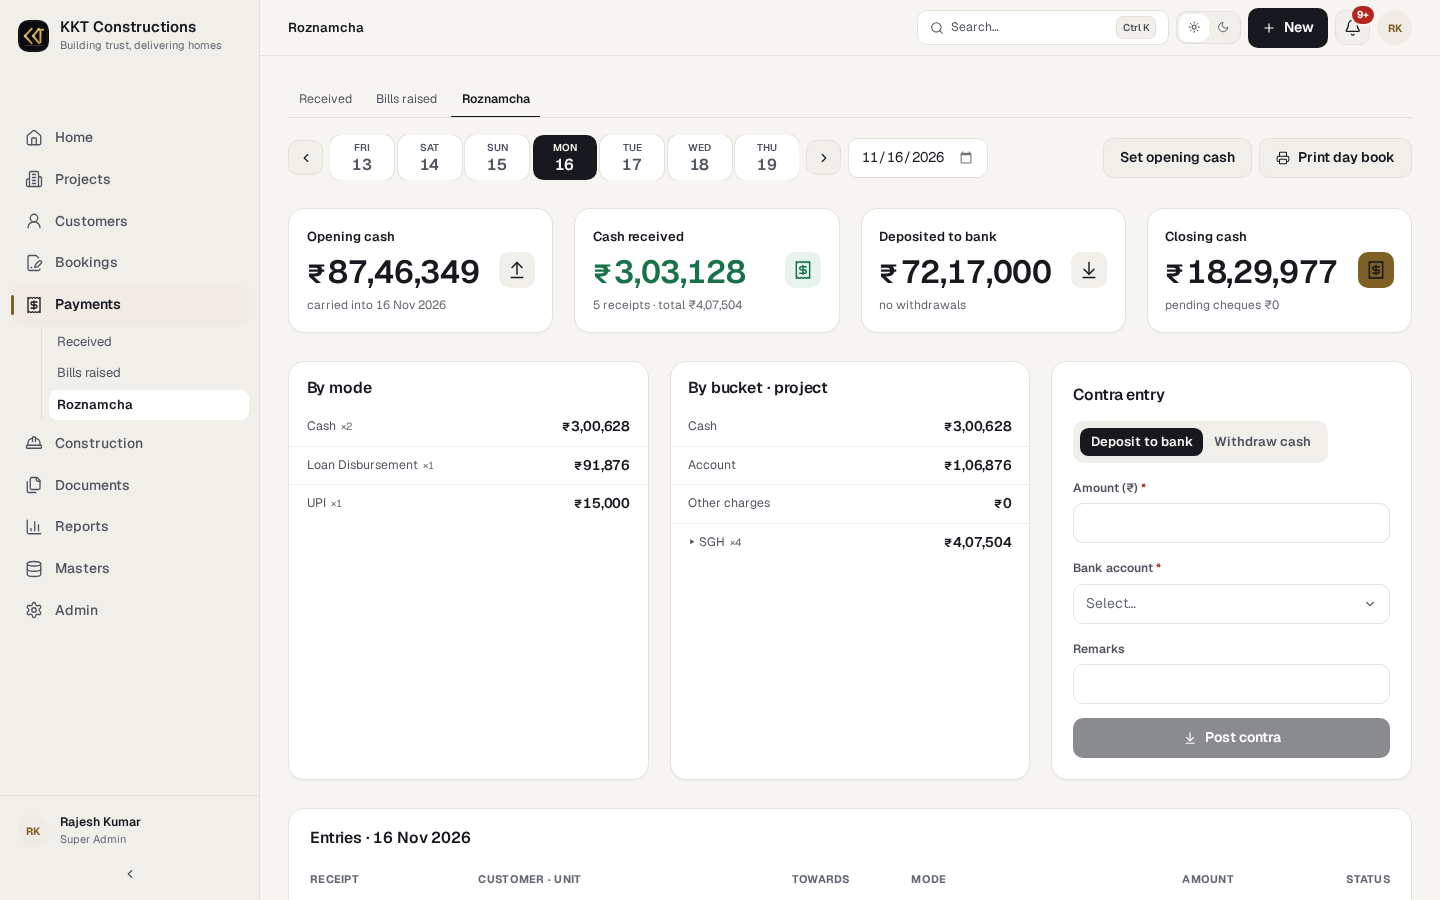 KKT Constructions
Building trust, delivering homes
Home
Projects
Customers
Bookings
Payments
Received
Bills raised
Roznamcha
Construction
Documents
Reports
Masters
Admin
RK
Rajesh Kumar
Super Admin
Roznamcha
Search...
Ctrl K
+ New
9+
RK
Received
Bills raised
Roznamcha
FRI 13
SAT 14
SUN 15
MON 16
TUE 17
WED 18
THU 19
11/16/2026
Set opening cash
Print day book
Opening cash
₹87,46,349
carried into 16 Nov 2026
Cash received
₹3,03,128
5 receipts · total ₹4,07,504
Deposited to bank
₹72,17,000
no withdrawals
Closing cash
₹18,29,977
pending cheques ₹0
By mode
Cash ×2 ₹3,00,628
Loan Disbursement ×1 ₹91,876
UPI ×1 ₹15,000
By bucket · project
Cash ₹3,00,628
Account ₹1,06,876
Other charges ₹0
SGH ×4 ₹4,07,504
Contra entry
Deposit to bank
Withdraw cash
Amount (₹) *
Bank account *
Select...
Remarks
Post contra
Entries · 16 Nov 2026
RECEIPT CUSTOMER · UNIT TOWARDS MODE AMOUNT STATUS